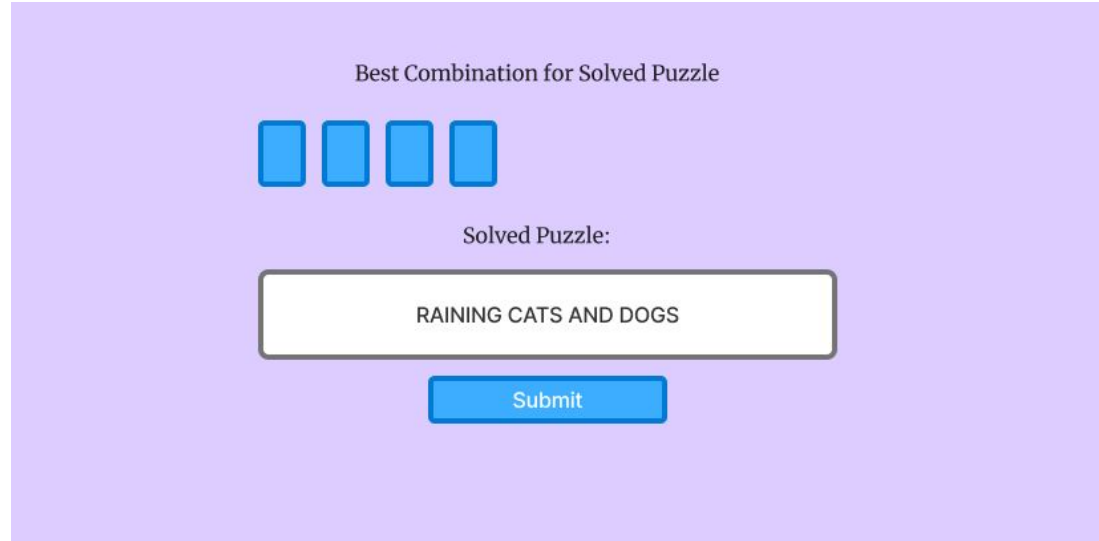 Best Combination for Solved Puzzle
Solved Puzzle:
RAINING CATS AND DOGS
Submit